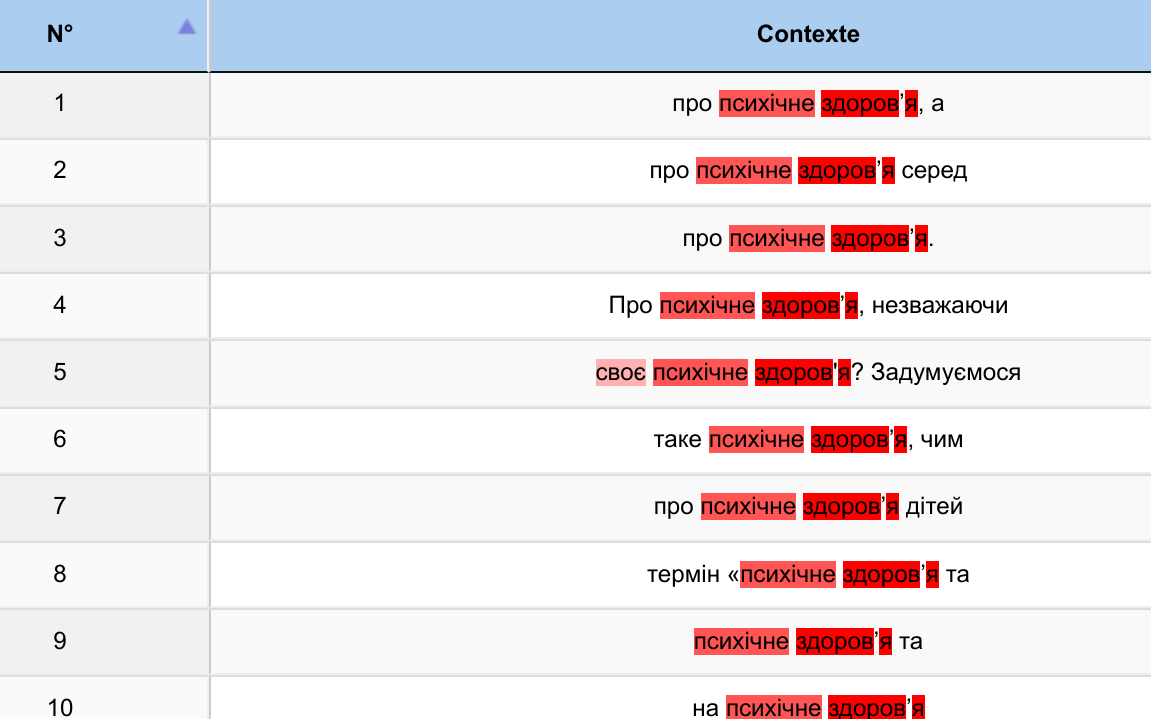 N° Contexte
1 про психічне здоров’я, а
2 про психічне здоров’я серед
3 про психічне здоров’я.
4 Про психічне здоров’я, незважаючи
5 своє психічне здоров'я? Задумуємося
6 таке психічне здоров’я, чим
7 про психічне здоров’я дітей
8 термін «психічне здоров’я та
9 психічне здоров’я та
10 на психічне здоров’я